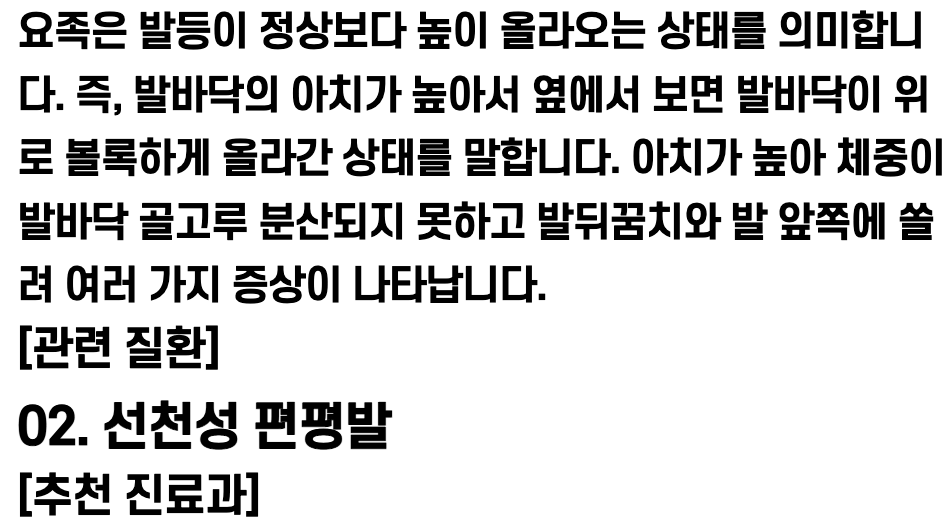 요족은 발등이 정상보다 높이 올라오는 상태를 의미합니
다. 즉, 발바닥의 아치가 높아서 옆에서 보면 발바닥이 위
로 볼록하게 올라간 상태를 말합니다. 아치가 높아 체중이
발바닥 골고루 분산되지 못하고 발뒤꿈치와 발 앞쪽에 쏠
려 여러 가지 증상이 나타납니다.
[관련 질환]
02. 선천성 편평발
[추천 진료과]